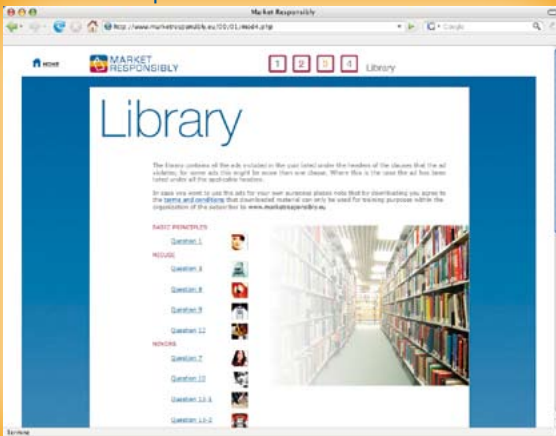 Market Responsibly
http://www.marketresponsibly.eu/00/01/mod4.php
Google
HOME
MARKET
RESPONSIBLY
1 2 3 4 Library
Library
The library contains of the ads included in the quiz listed under the headers of the clauses that the ad
violates; for some ads this might be more than one clause. Where this is the case the ad has been
listed under all the applicable headers.
In case you want to use the ads for your own purposes please note that by downloading you agree to
the terms and conditions that downloaded material can only be used for training purposes within the
organization of the subscriber to www.marketresponsibly.eu
BASIC PRINCIPLES
Question 1
MISUSE
Question 4
Question 8
Question 9
Question 12
MINORS
Question 7
Question 10
Question 13-1
Question 13-2
Terminé